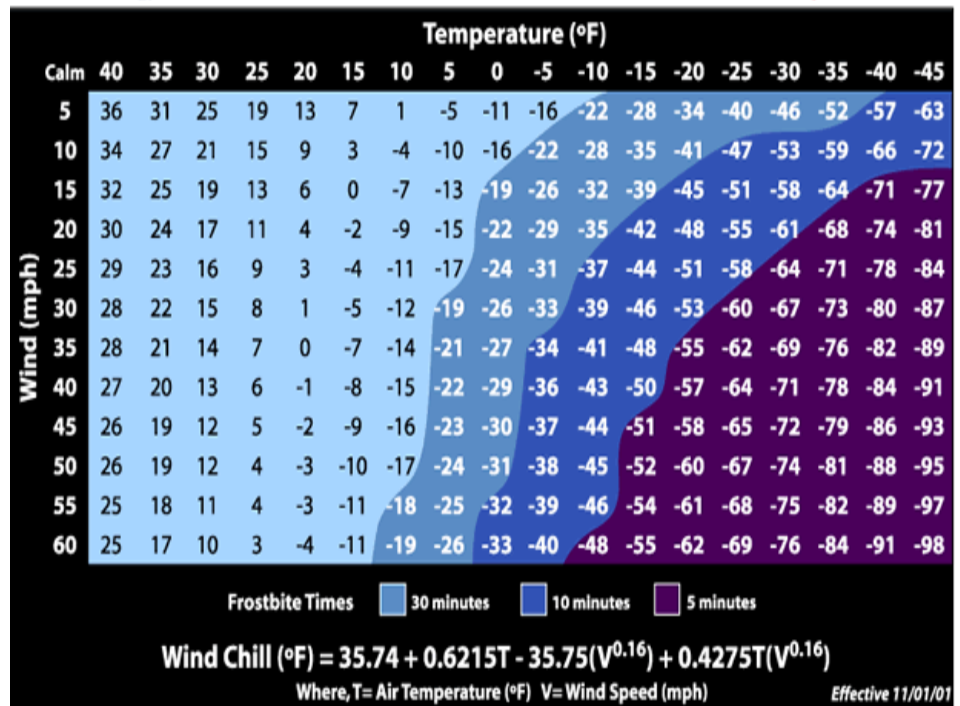 Temperature (ºF)
Calm 40 35 30 25 20 15 10 5 0 -5 -10 -15 -20 -25 -30 -35 -40 -45
5 36 31 25 19 13 7 1 -5 -11 -16 -22 -28 -34 -40 -46 -52 -57 -63
10 34 27 21 15 9 3 -4 -10 -16 -22 -28 -35 -41 -47 -53 -59 -66 -72
15 32 25 19 13 6 0 -7 -13 -19 -26 -32 -39 -45 -51 -58 -64 -71 -77
20 30 24 17 11 4 -2 -9 -15 -22 -29 -35 -42 -48 -55 -61 -68 -74 -81
25 29 23 16 9 3 -4 -11 -17 -24 -31 -37 -44 -51 -58 -64 -71 -78 -84
30 28 22 15 8 1 -5 -12 -19 -26 -33 -39 -46 -53 -60 -67 -73 -80 -87
35 28 21 14 7 0 -7 -14 -21 -27 -34 -41 -48 -55 -62 -69 -76 -82 -89
40 27 20 13 6 -1 -8 -15 -22 -29 -36 -43 -50 -57 -64 -71 -78 -84 -91
45 26 19 12 5 -2 -9 -16 -23 -30 -37 -44 -51 -58 -65 -72 -79 -86 -93
50 26 19 12 4 -3 -10 -17 -24 -31 -38 -45 -52 -60 -67 -74 -81 -88 -95
55 25 18 11 4 -3 -11 -18 -25 -32 -39 -46 -54 -61 -68 -75 -82 -89 -97
60 25 17 10 3 -4 -11 -19 -26 -33 -40 -48 -55 -62 -69 -76 -84 -91 -98
Wind (mph)
Frostbite Times 30 minutes 10 minutes 5 minutes
Wind Chill (ºF) = 35.74 + 0.6215T - 35.75(V^0.16) + 0.4275T(V^0.16)
Where, T= Air Temperature (ºF) V= Wind Speed (mph) Effective 11/01/01